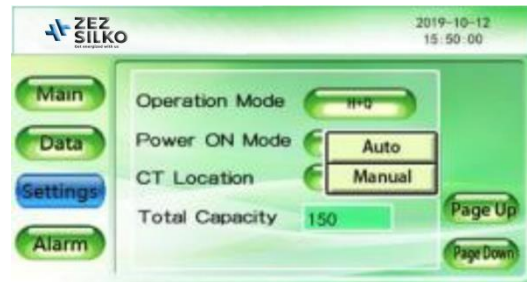 ZEZ
SILKO
2019-10-12
15:50:00
Main
Data
Settings
Alarm
Operation Mode H+Q
Power ON Mode
Auto
CT Location
Manual
Total Capacity 150
Page Up
Page Down